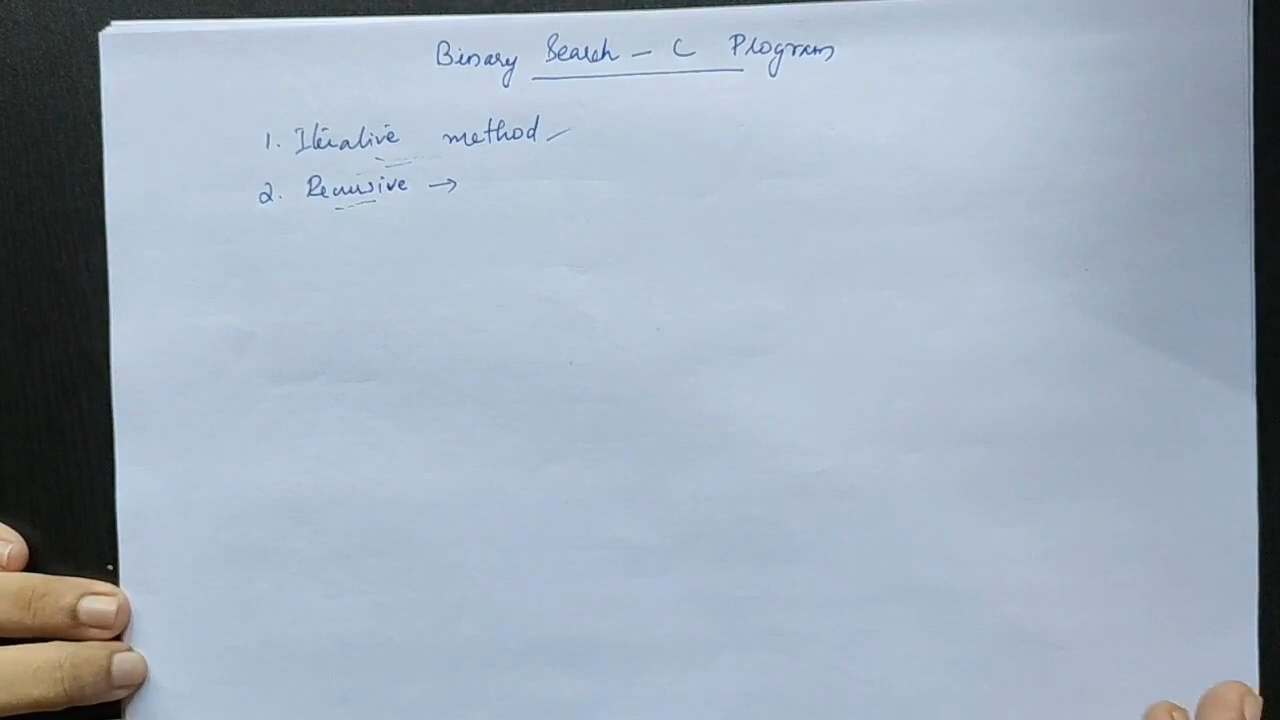 Binary Search - C Program
1. Iterative method
2. Recursive →